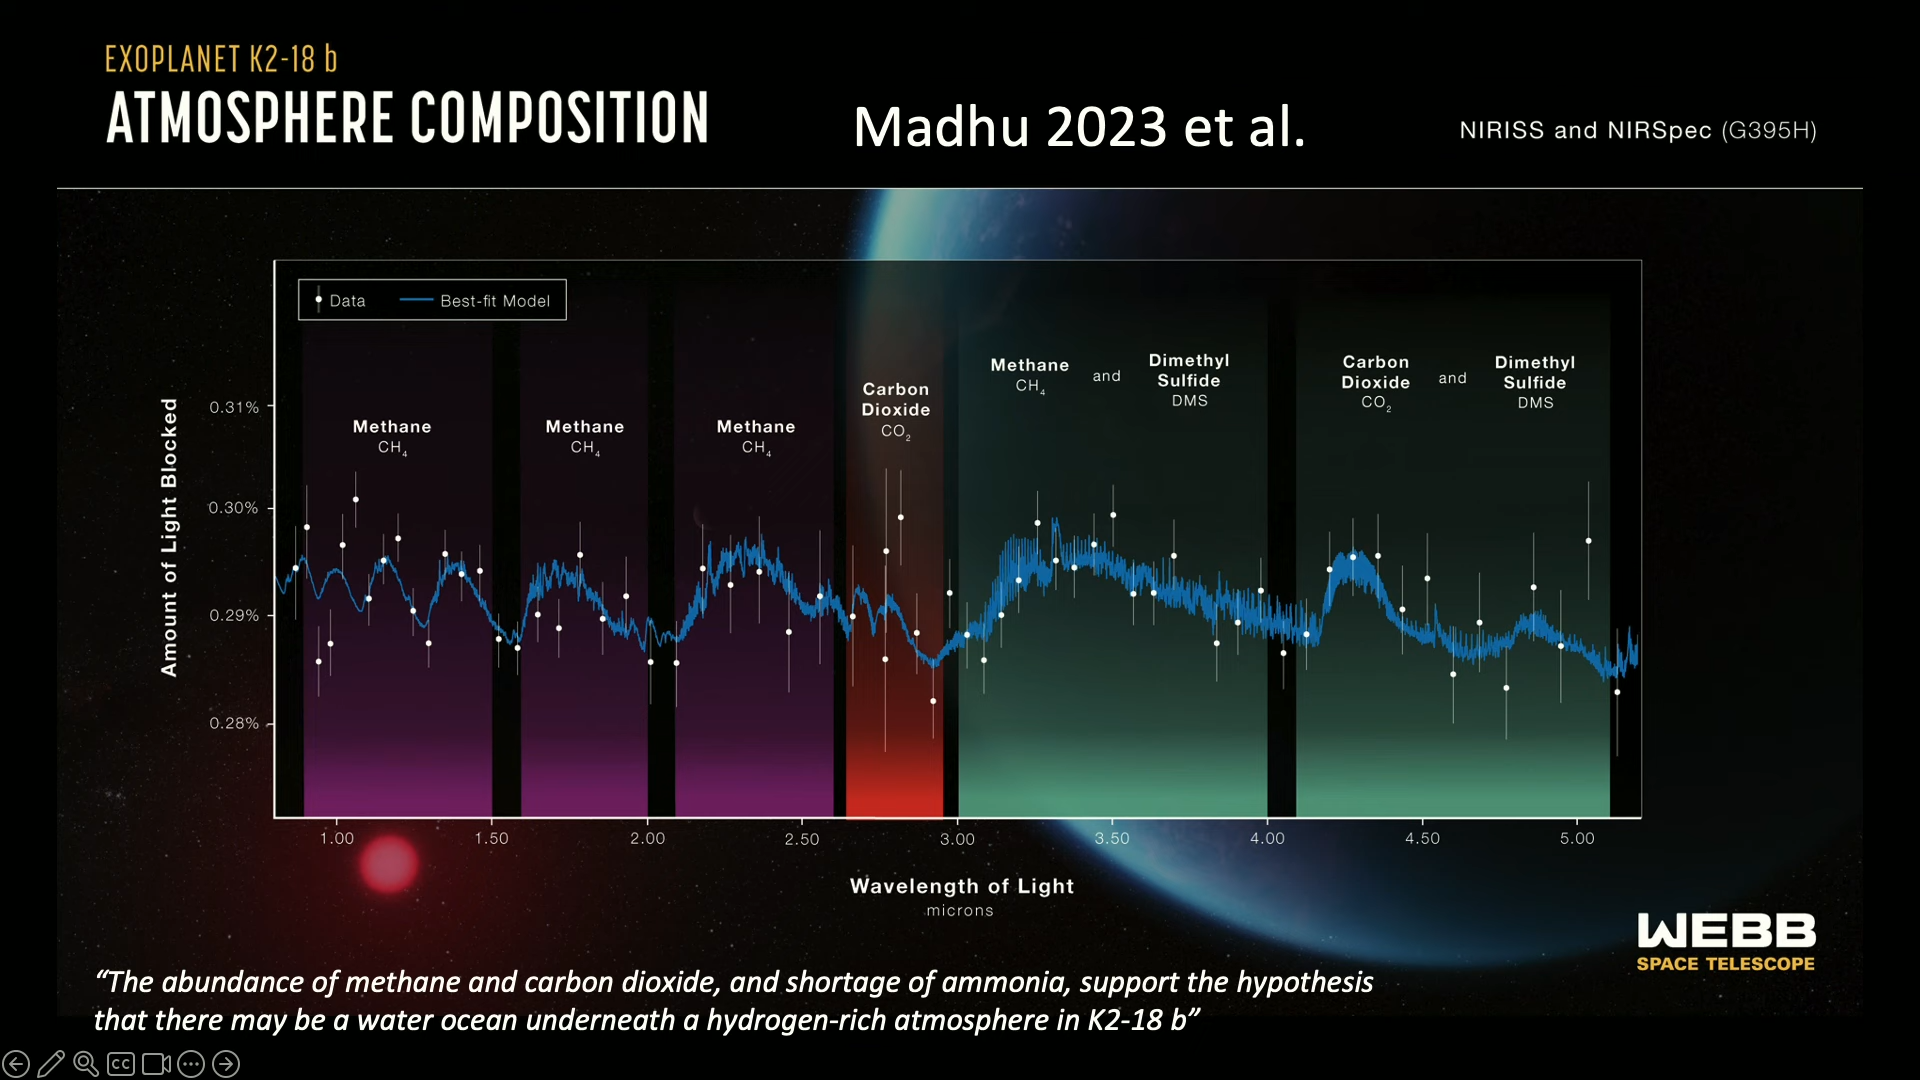 EXOPLANET K2-18 b
ATMOSPHERE COMPOSITION
Madhu 2023 et al.
NIRISS and NIRSpec (G395H)
Data
Best-fit Model
Methane
CH₄
Methane
CH₄
Methane
CH₄
Carbon
Dioxide
CO₂
Methane
CH₄
and
Dimethyl
Sulfide
DMS
Carbon
Dioxide
CO₂
and
Dimethyl
Sulfide
DMS
Amount of Light Blocked
0.31%
0.30%
0.29%
0.28%
1.00 1.50 2.00 2.50 3.00 3.50 4.00 4.50 5.00
Wavelength of Light
microns
WEBB
SPACE TELESCOPE
“The abundance of methane and carbon dioxide, and shortage of ammonia, support the hypothesis
that there may be a water ocean underneath a hydrogen-rich atmosphere in K2-18 b”
CC